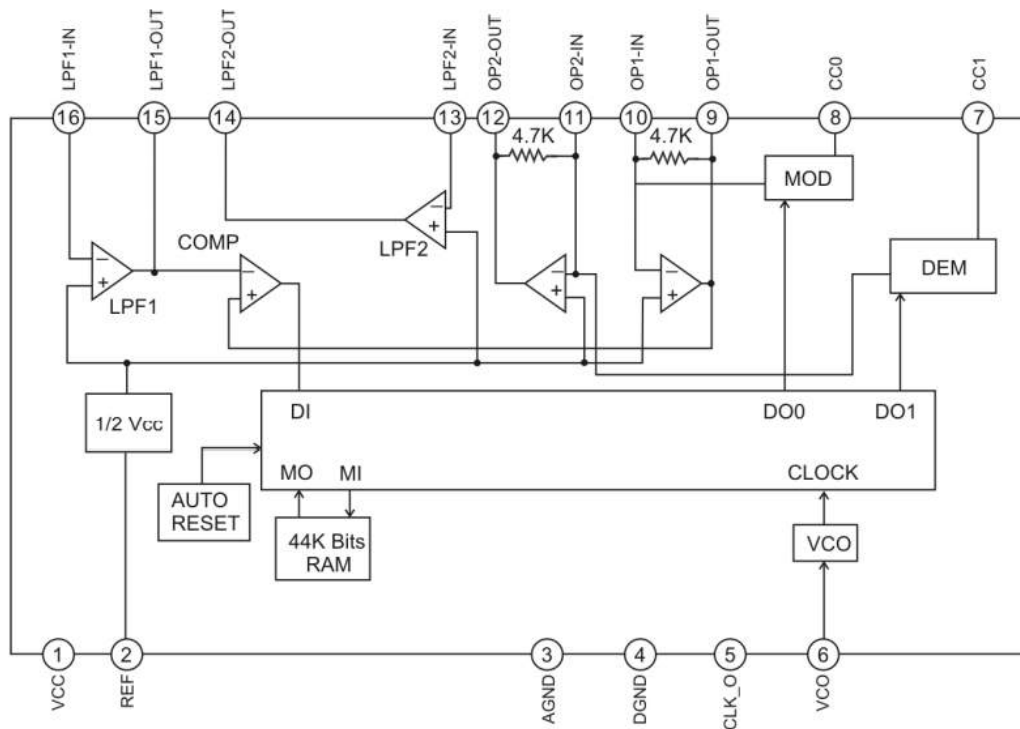 LPF1-IN
LPF1-OUT
LPF2-OUT
LPF2-IN
OP2-OUT
OP2-IN
OP1-IN
OP1-OUT
CC0
CC1
16
15
14
13
12
11
10
9
8
7
4.7K
4.7K
MOD
−
+
LPF2
COMP
DEM
−
+
LPF1
−
+
−
+
−
+
1/2 Vcc
DI
DO0
DO1
MO
MI
CLOCK
AUTO
RESET
44K Bits
RAM
VCO
1
2
3
4
5
6
VCC
REF
AGND
DGND
CLK_O
VCO